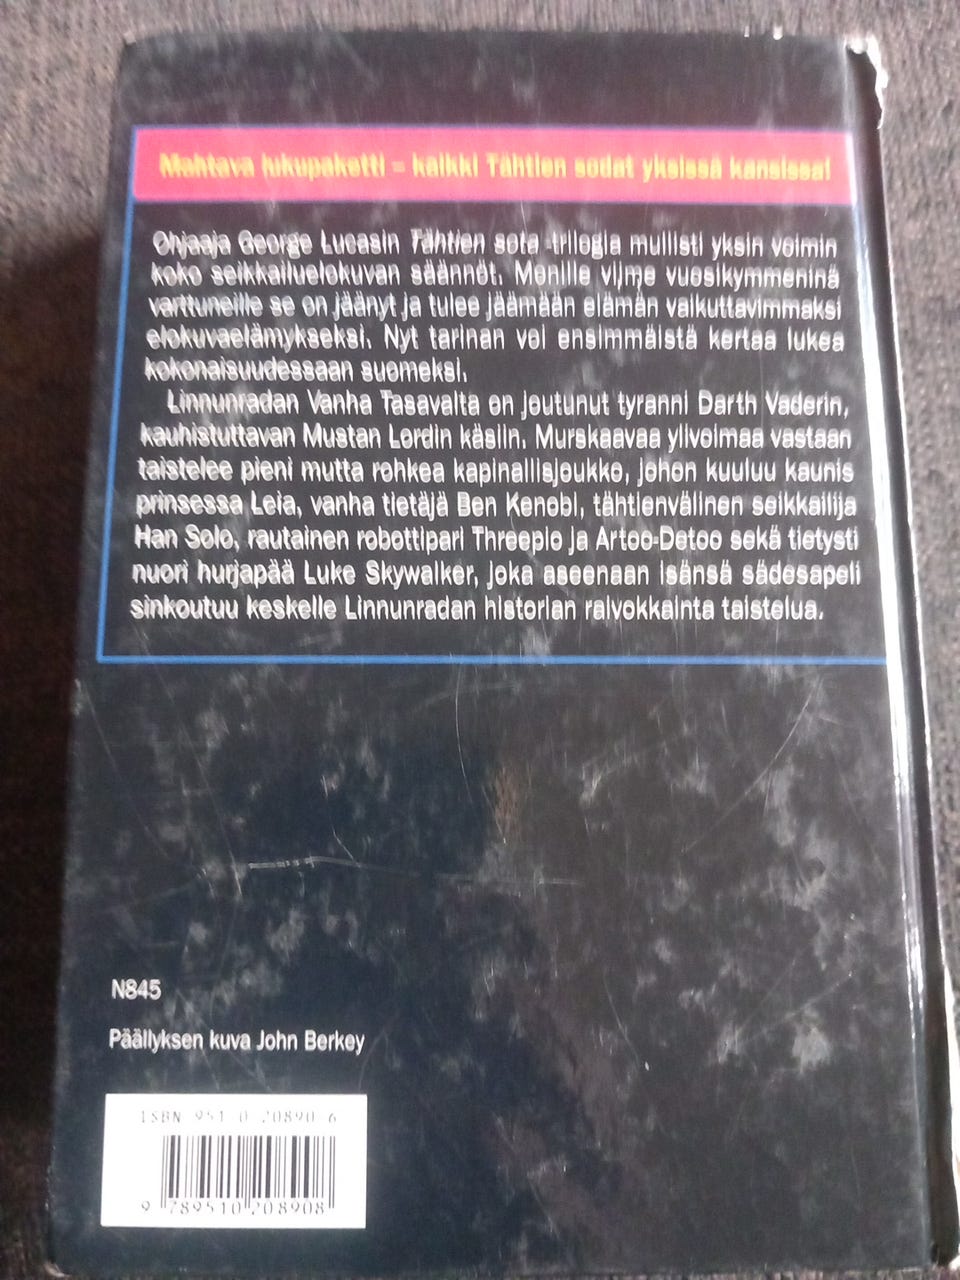 Mahtava lukupaketti – kaikki Tähtien sodat yksissä kansissa!
Ohjaaja George Lucasin Tähtien sota -trilogia mullisti yksin voimin
koko seikkailuelokuvan säännöt. Monille viime vuosikymmeninä
varttuneille se on jäänyt ja tulee jäämään elämän vaikuttavimmaksi
elokuvaelämykseksi. Nyt tarinan voi ensimmäistä kertaa lukea
kokonaisuudessaan suomeksi.
Linnunradan Vanha Tasavalta on joutunut tyranni Darth Vaderin,
kauhistuttavan Mustan Lordin käsiin. Murskaavaa ylivoimaa vastaan
taistelee pieni mutta rohkea kapinallisjoukko, johon kuuluu kaunis
prinsessa Leia, vanha tietäjä Ben Kenobi, tähtienvälinen seikkailija
Han Solo, rautainen robottipari Threepio ja Artoo-Detoo sekä tietysti
nuori hurjapää Luke Skywalker, joka aseenaan isänsä sädesapeli
sinkoutuu keskelle Linnunradan historian raivokkainta taistelua.
N845
Päällyksen kuva John Berkey
ISBN 951 0 20890 6
9 789510 208908